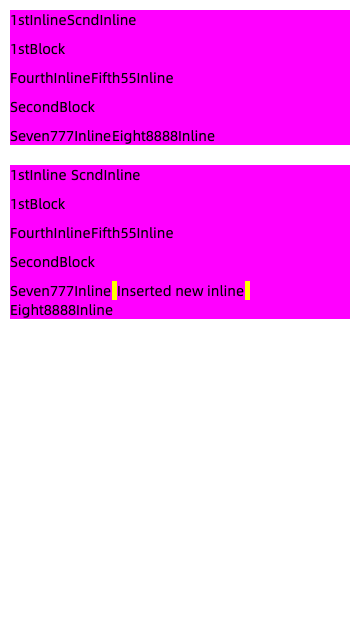 1stInlineScndInline
1stBlock
FourthInlineFifth55Inline
SecondBlock
Seven777InlineEight8888Inline
1stInline ScndInline
1stBlock
FourthInlineFifth55Inline
SecondBlock
Seven777Inline Inserted new inline
Eight8888Inline